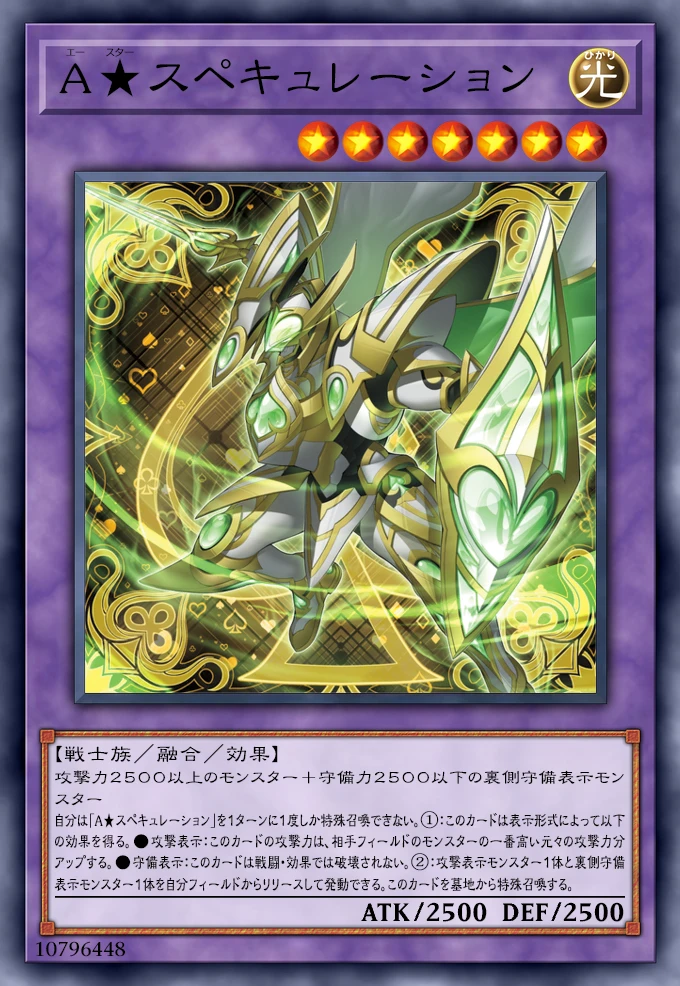 エー スター
A★スペキュレーション
ひかり
光
【戦士族／融合／効果】
攻撃力２５００以上のモンスター＋守備力２５００以下の裏側守備表示モン
スター
自分は「A★スペキュレーション」を1ターンに1度しか特殊召喚できない。①:このカードは表示形式によって以下
の効果を得る。●攻撃表示:このカードの攻撃力は、相手フィールドのモンスターの一番高い元々の攻撃力分
アップする。●守備表示:このカードは戦闘・効果では破壊されない。②:攻撃表示モンスター1体と裏側守備
表示モンスター1体を自分フィールドからリリースして発動できる。このカードを墓地から特殊召喚する。
ATK/2500 DEF/2500
10796448